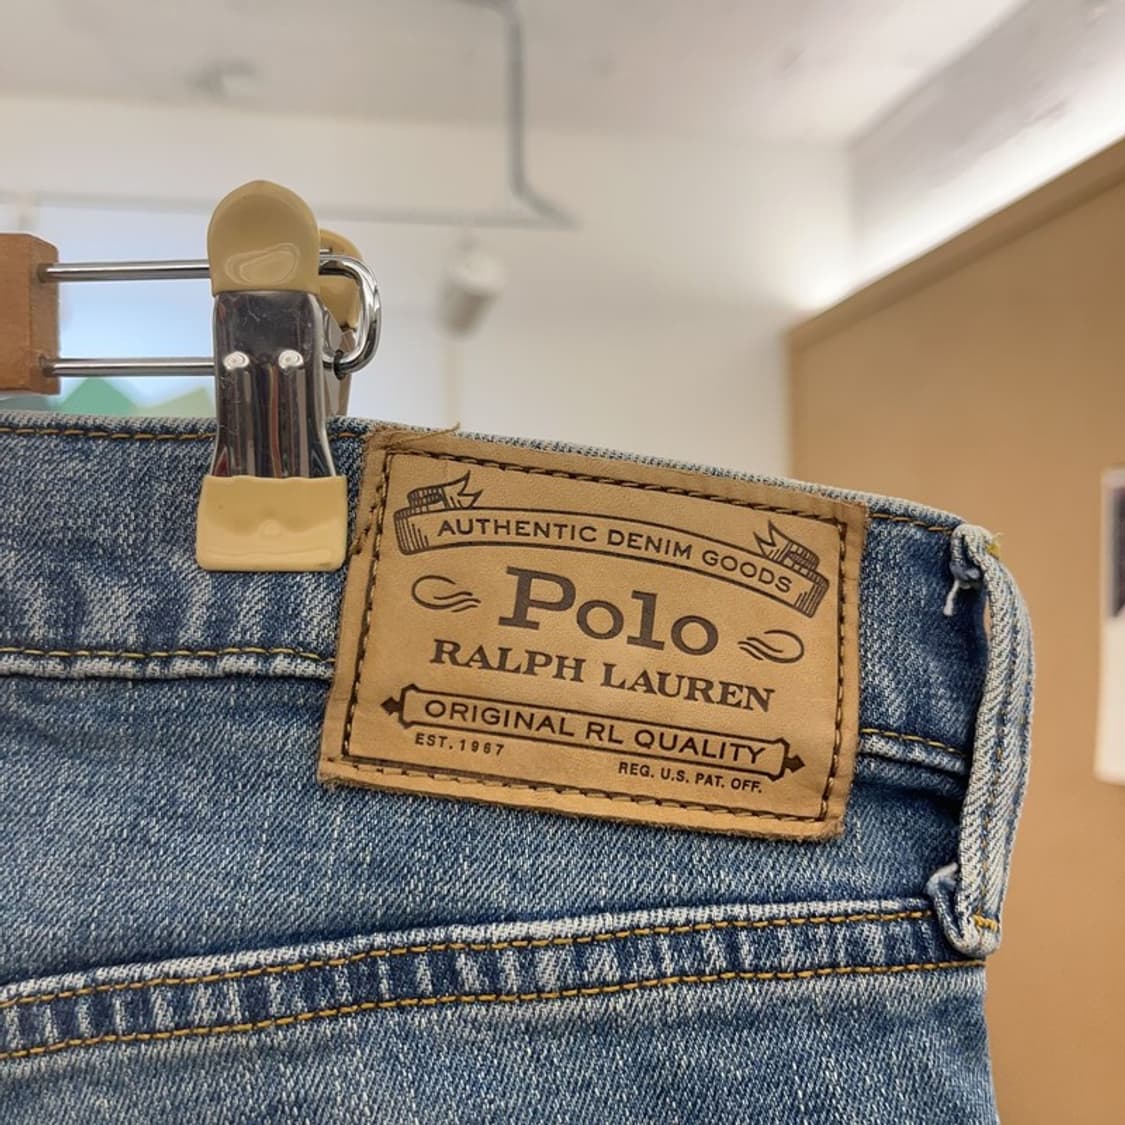 AUTHENTIC DENIM GOODS
Polo
RALPH LAUREN
ORIGINAL RL QUALITY
EST. 1967
REG. U.S. PAT. OFF.